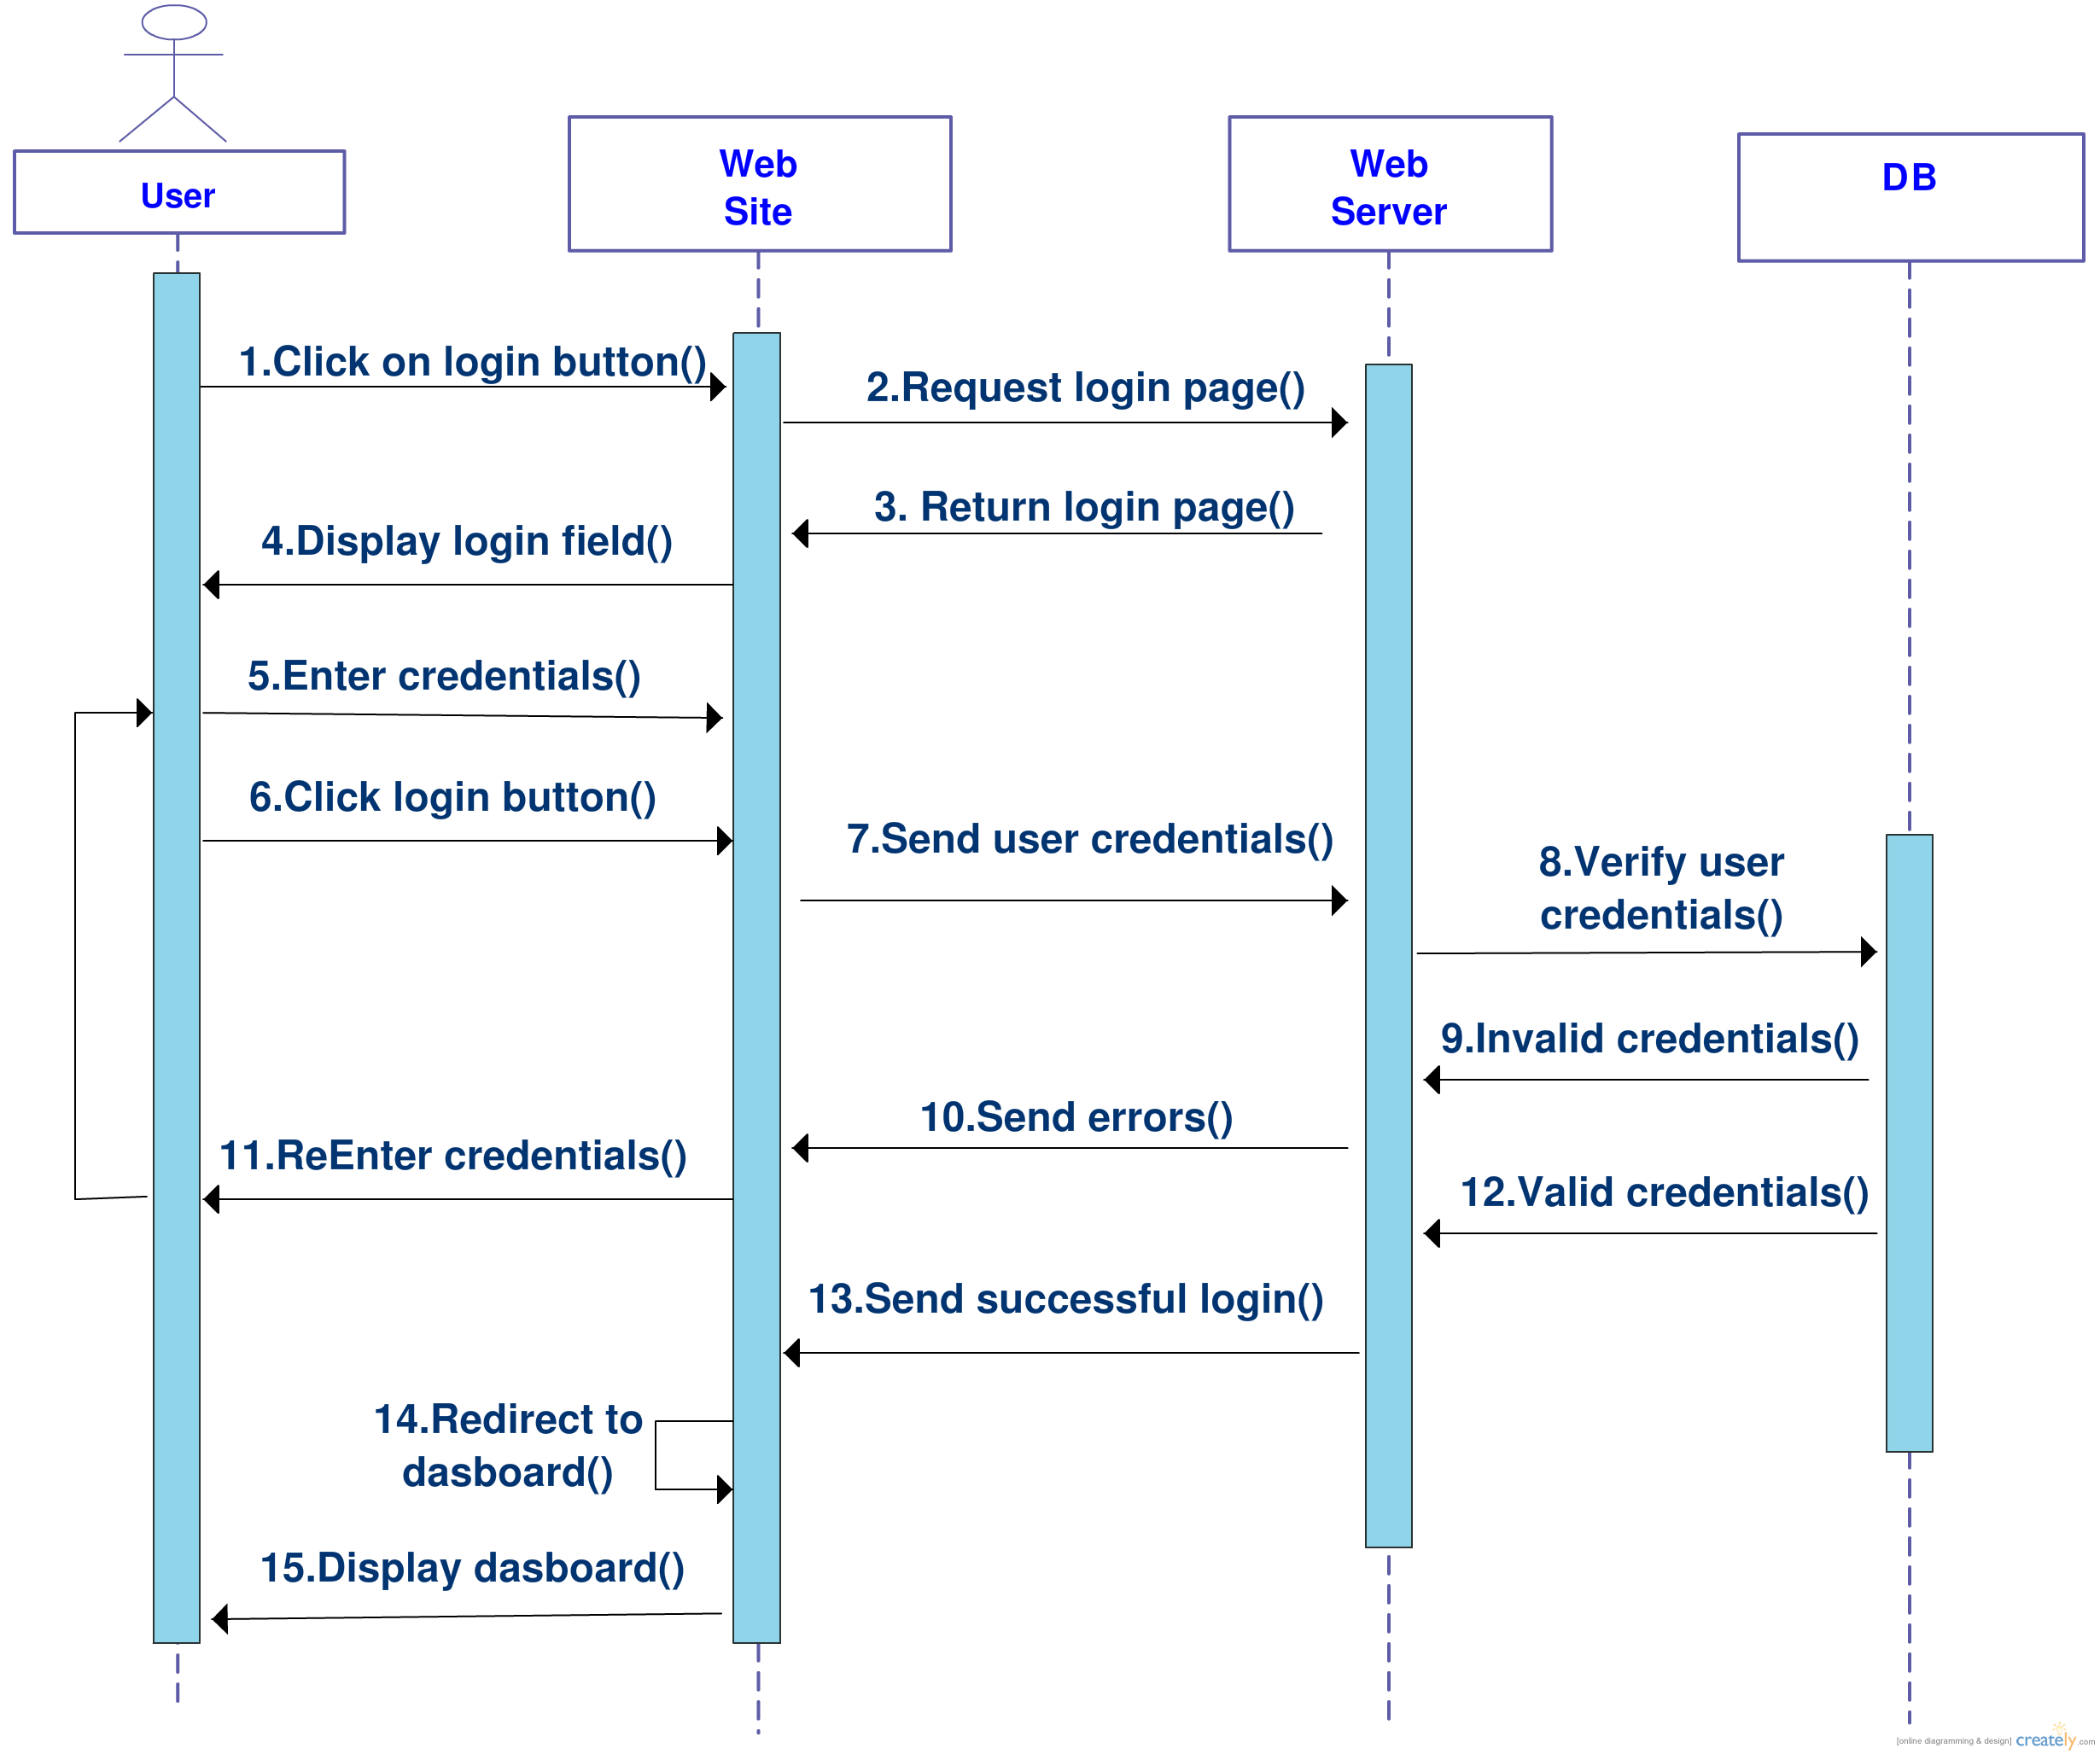 User
Web
Site
Web
Server
DB
1.Click on login button()
2.Request login page()
3. Return login page()
4.Display login field()
5.Enter credentials()
6.Click login button()
7.Send user credentials()
8.Verify user
credentials()
9.Invalid credentials()
10.Send errors()
11.ReEnter credentials()
12.Valid credentials()
13.Send successful login()
14.Redirect to
dasboard()
15.Display dasboard()
[online diagramming & design] creately.com